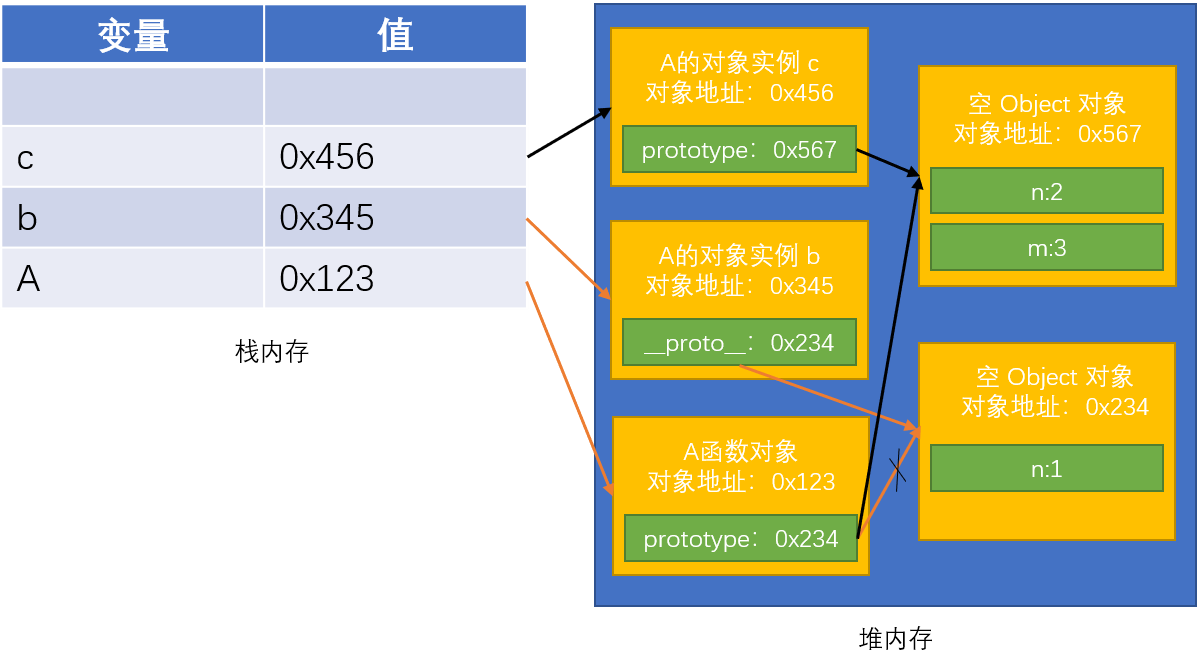 变量 值
c 0x456
b 0x345
A 0x123
栈内存
A的对象实例 c
对象地址：0x456
prototype：0x567
A的对象实例 b
对象地址：0x345
__proto__：0x234
A函数对象
对象地址：0x123
prototype：0x234
空 Object 对象
对象地址：0x567
n:2
m:3
空 Object 对象
对象地址：0x234
n:1
堆内存